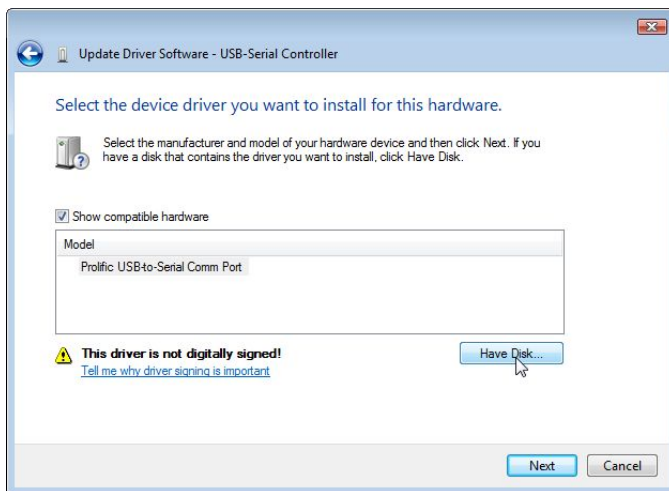 Update Driver Software - USB-Serial Controller
Select the device driver you want to install for this hardware.
Select the manufacturer and model of your hardware device and then click Next. If you
have a disk that contains the driver you want to install, click Have Disk.
Show compatible hardware
Model
Prolific USB-to-Serial Comm Port
This driver is not digitally signed!
Have Disk...
Tell me why driver signing is important
Next
Cancel